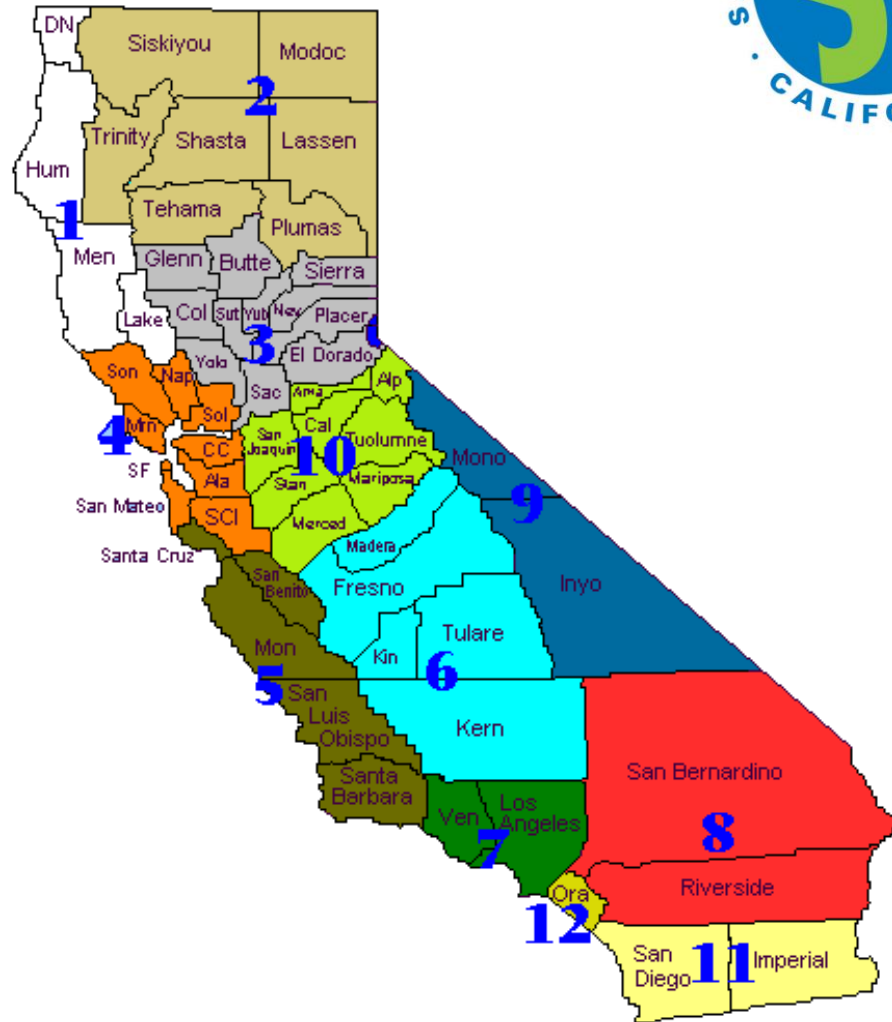 DN
Siskiyou
Modoc
S . CALIFO
2
Trinity
Shasta
Lassen
Hum
1
Tehama
Plumas
Men
Glenn
Butte
Sierra
Lake
Col
Sut
Yub
Nev
Placer
3
Yolo
El Dorado
Son
Nap
Sac
Alp
Ama
Sol
Mrn
4
San
Joaquin
Cal
10
Tuolumne
CC
Mono
SF
Ala
Stan
Mariposa
San Mateo
SCl
Merced
9
Santa Cruz
Madera
San
Benito
Fresno
Inyo
Mon
Kin
Tulare
5
6
San
Luis
Obispo
Kern
Santa
Barbara
San Bernardino
Ven
Los
Angeles
7
8
Ora
Riverside
12
San
Diego
11
Imperial